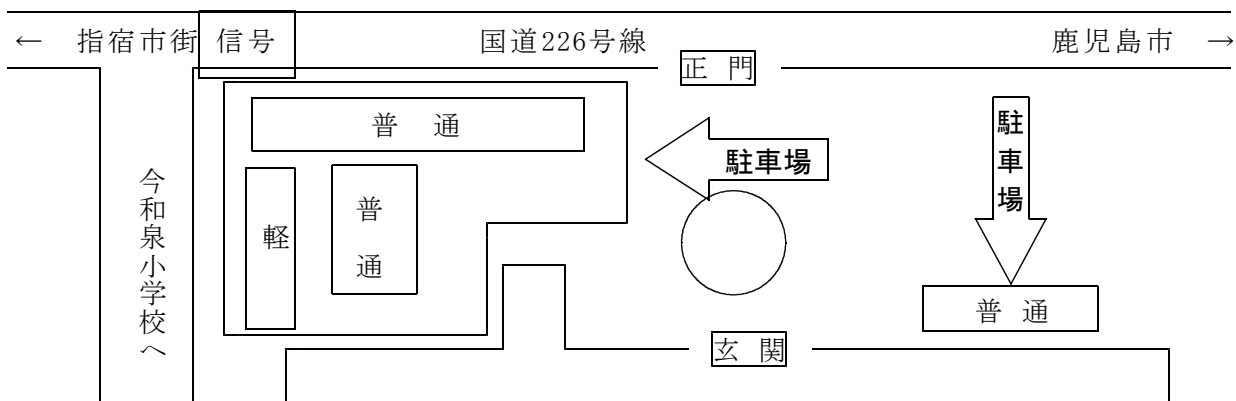 ← 指宿市街 信号 国道226号線 鹿児島市 →
正門
普通
駐車場
駐車場
今和泉小学校へ
軽
普通
普通
玄関